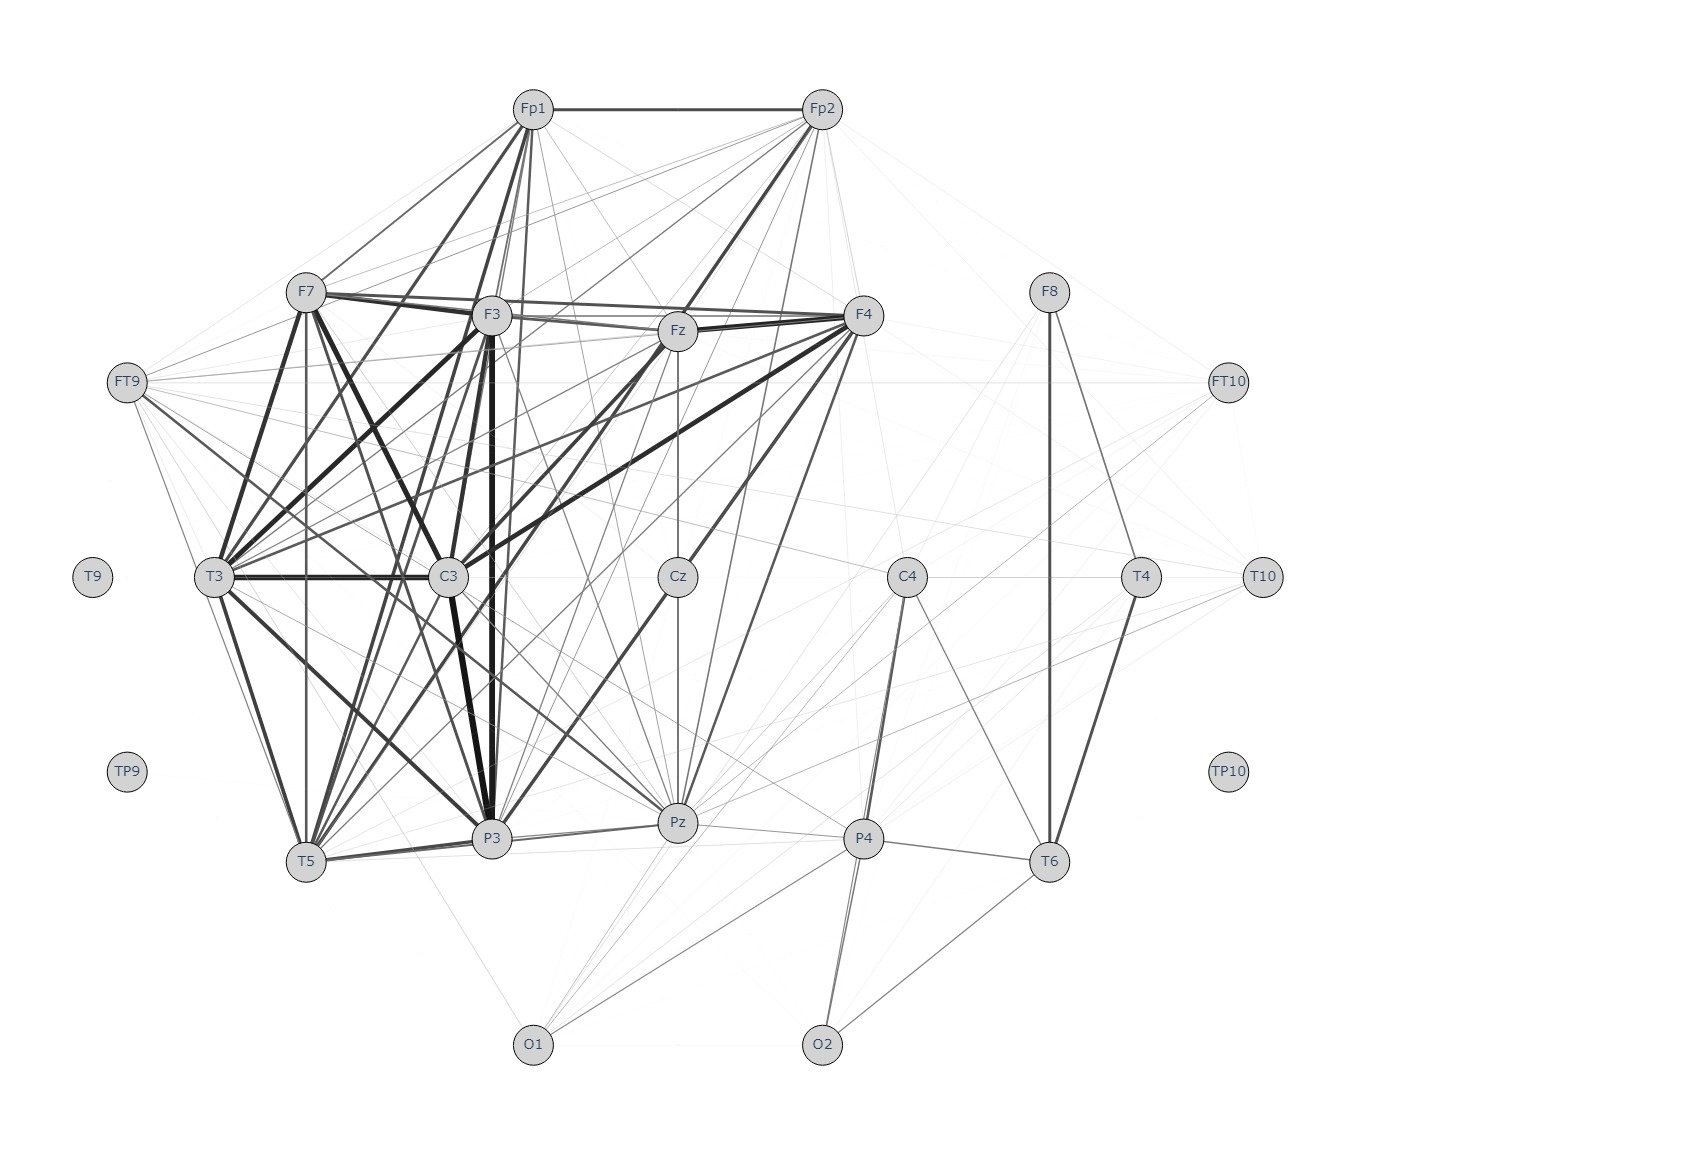 Fp1 Fp2
F7 F3 Fz F4 F8
FT9 FT10
T9 T3 C3 Cz C4 T4 T10
TP9 TP10
T5 P3 Pz P4 T6
O1 O2